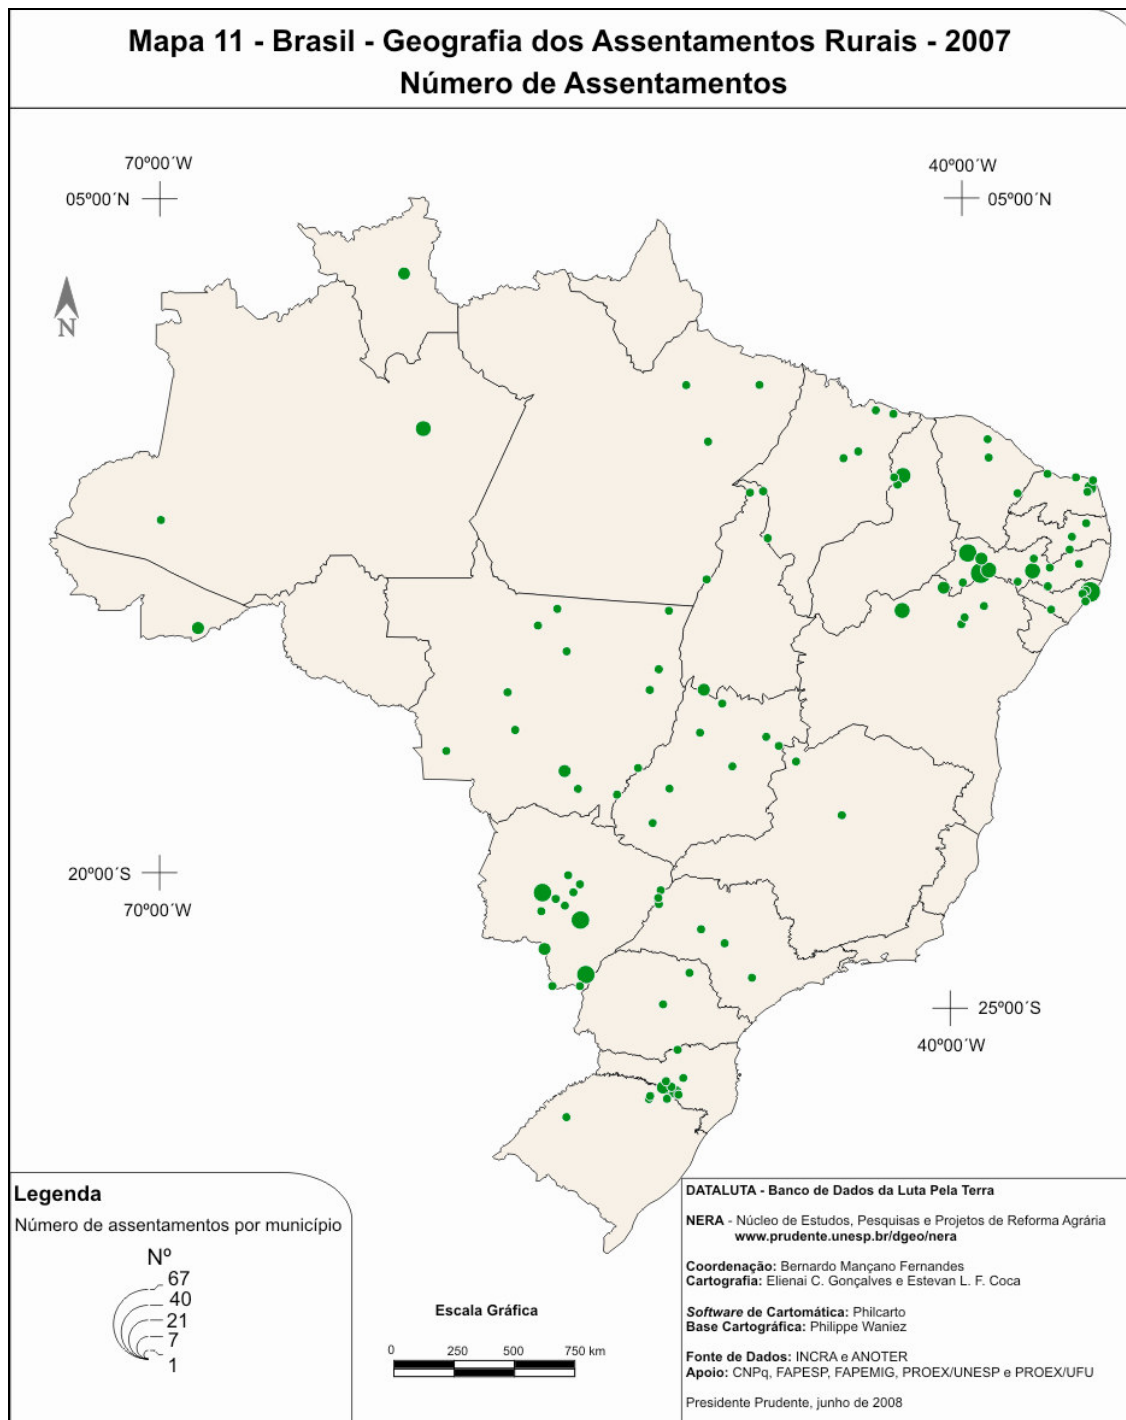 Mapa 11 - Brasil - Geografia dos Assentamentos Rurais - 2007
Número de Assentamentos
70º00´W
05º00´N
40º00´W
05º00´N
N
20º00´S
70º00´W
25º00´S
40º00´W
Legenda
Número de assentamentos por município
Nº
67
40
21
7
1
Escala Gráfica
0 250 500 750 km
DATALUTA - Banco de Dados da Luta Pela Terra
NERA - Núcleo de Estudos, Pesquisas e Projetos de Reforma Agrária
www.prudente.unesp.br/dgeo/nera
Coordenação: Bernardo Mançano Fernandes
Cartografia: Elienai C. Gonçalves e Estevan L. F. Coca
Software de Cartomática: Philcarto
Base Cartográfica: Philippe Waniez
Fonte de Dados: INCRA e ANOTER
Apoio: CNPq, FAPESP, FAPEMIG, PROEX/UNESP e PROEX/UFU
Presidente Prudente, junho de 2008